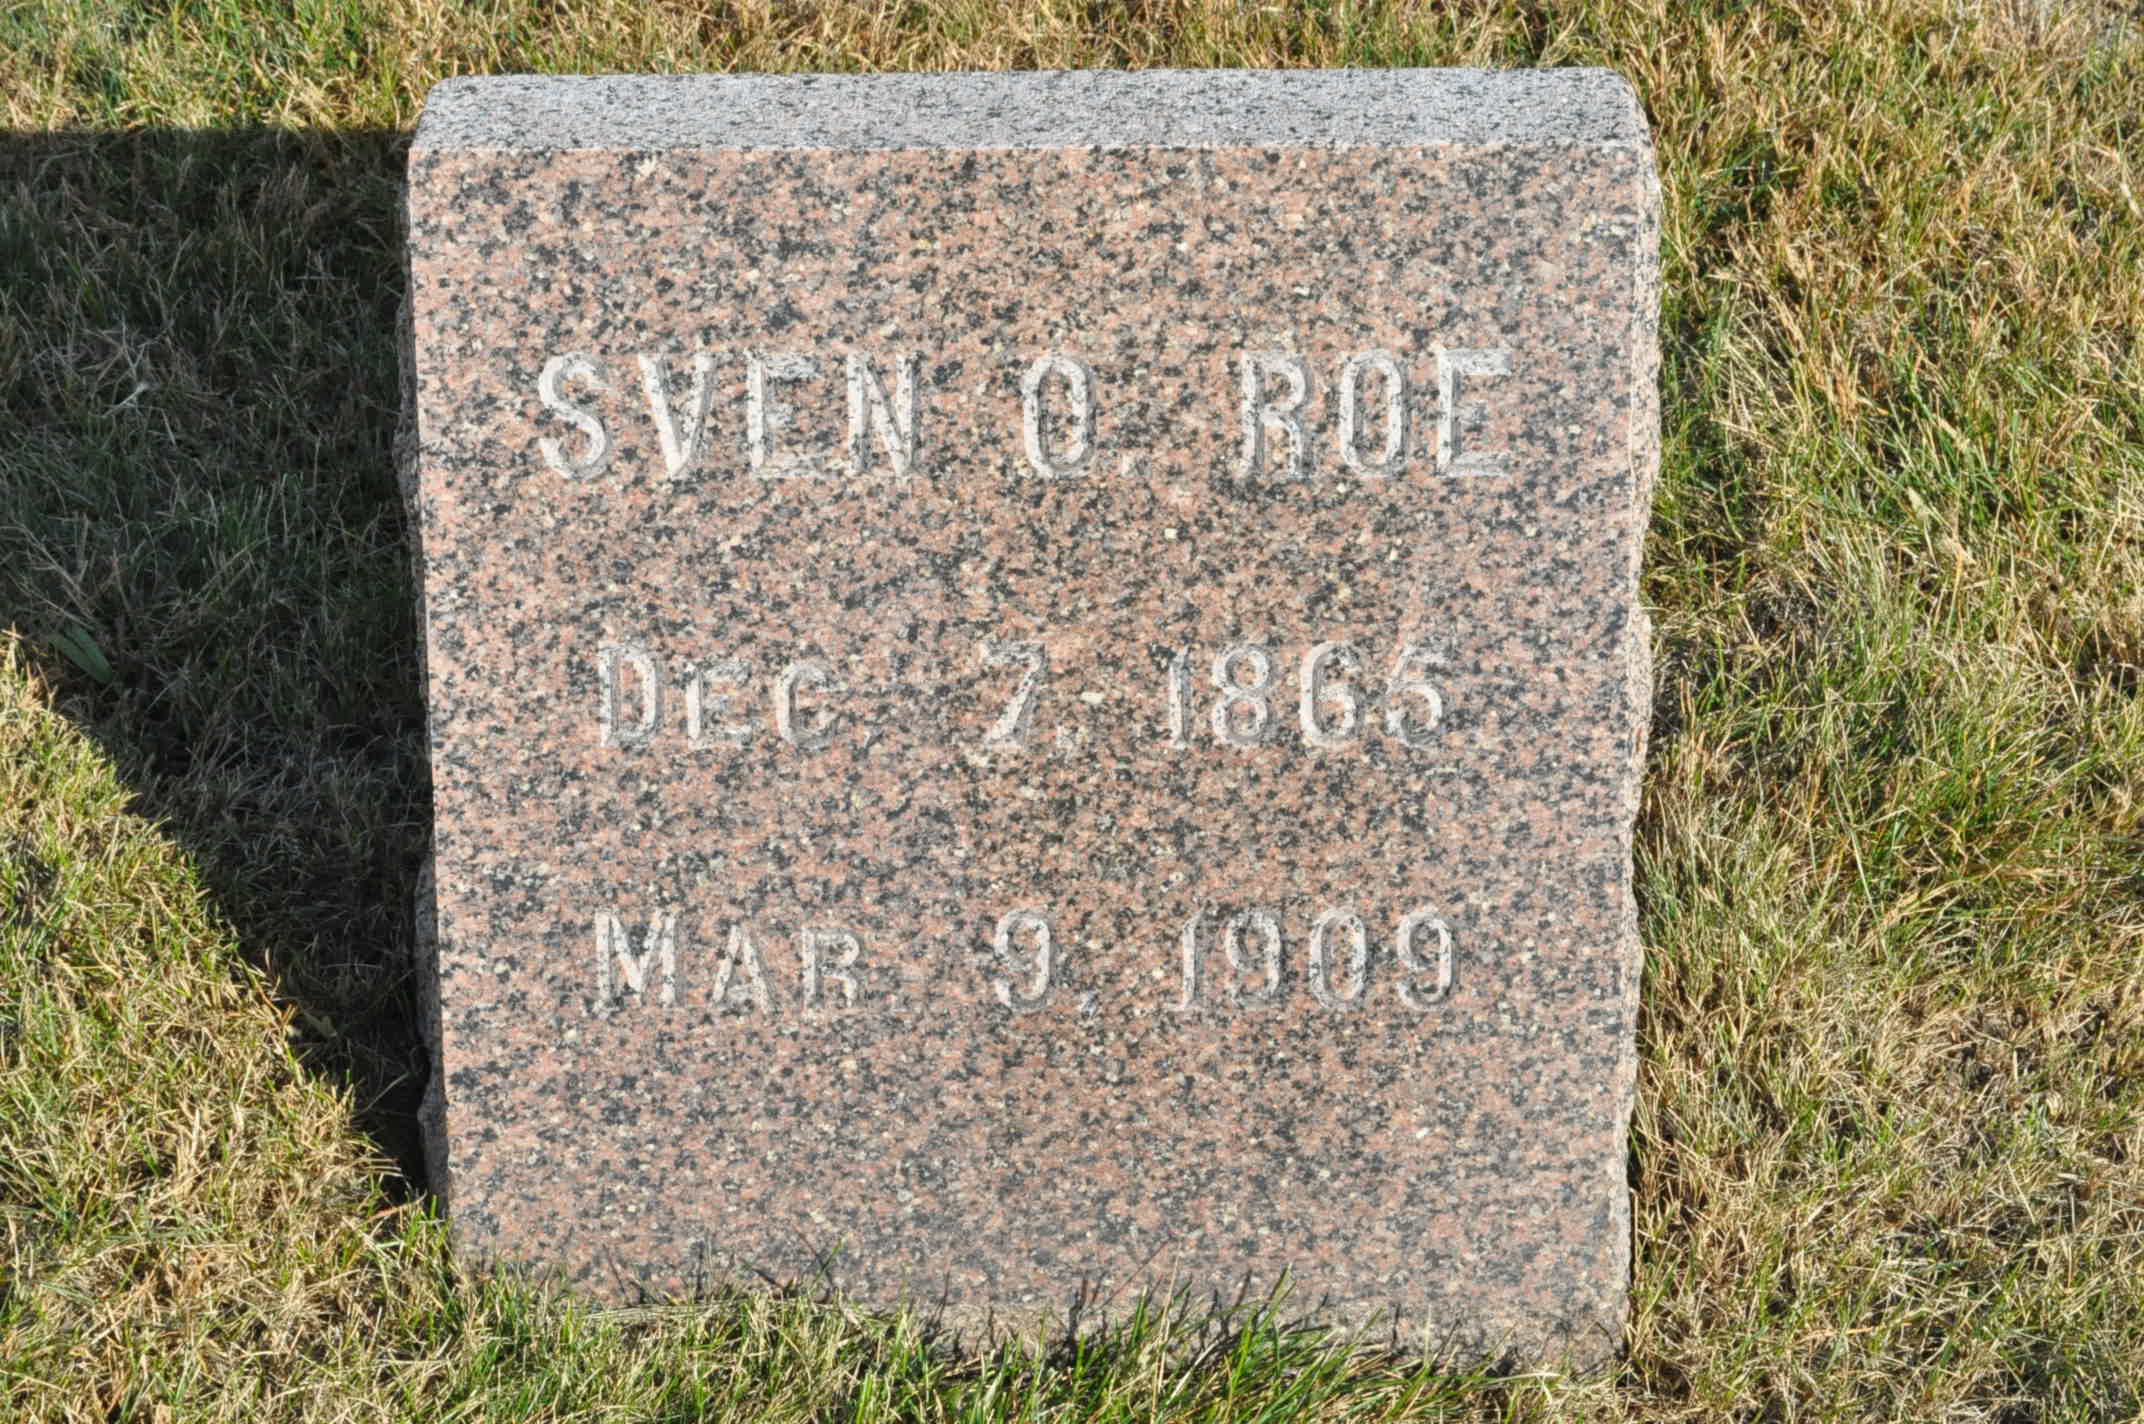 SVEN O. ROE
DEC. 7, 1865
MAR. 9, 1909